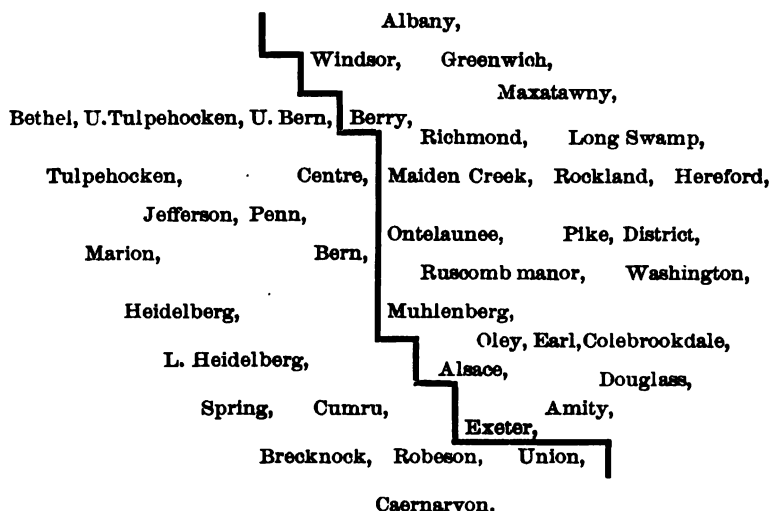 Albany,
Windsor, Greenwich,
Maxatawny,
Bethel, U.Tulpehocken, U. Bern, Berry,
Richmond, Long Swamp,
Tulpehocken, Centre, Maiden Creek, Rockland, Hereford,
Jefferson, Penn,
Ontelaunee, Pike, District,
Marion, Bern,
Ruscomb manor, Washington,
Heidelberg, Muhlenberg,
Oley, Earl, Colebrookdale,
L. Heidelberg, Alsace,
Douglass,
Spring, Cumru, Amity,
Exeter,
Brecknock, Robeson, Union,
Caernarvon.